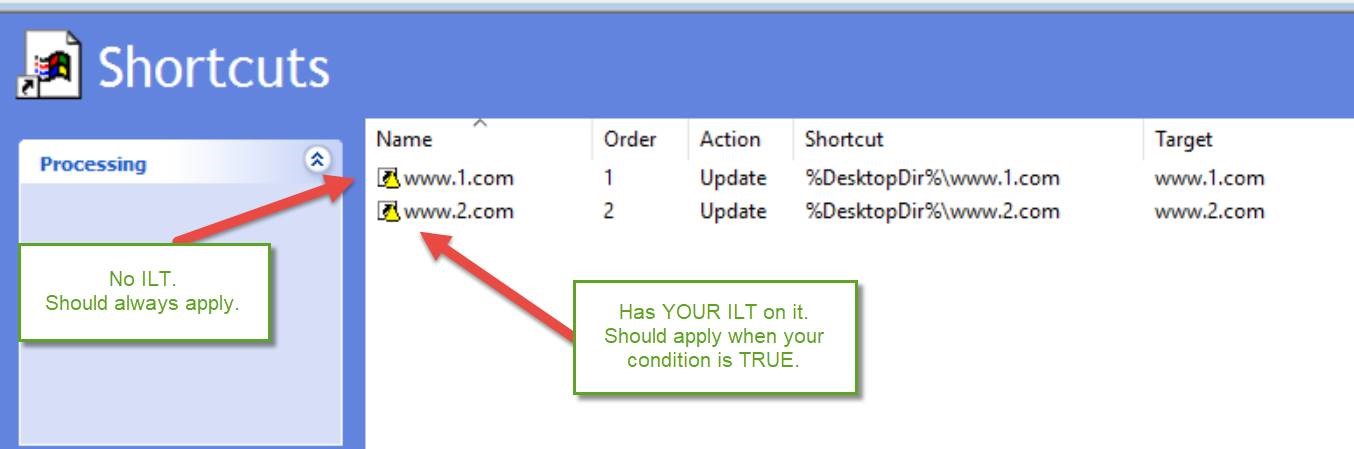 Shortcuts
Processing
Name Order Action Shortcut Target
www.1.com 1 Update %DesktopDir%\www.1.com www.1.com
www.2.com 2 Update %DesktopDir%\www.2.com www.2.com
No ILT.
Should always apply.
Has YOUR ILT on it.
Should apply when your
condition is TRUE.